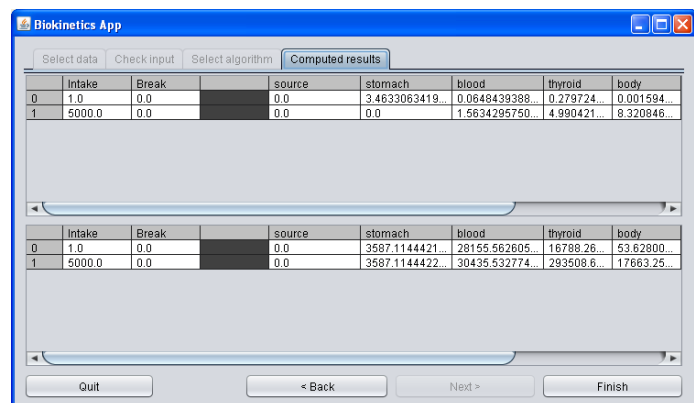 Biokinetics App
Select data Check input Select algorithm Computed results
Intake Break source stomach blood thyroid body
0 1.0 0.0 0.0 3.4633063419... 0.0648439388... 0.279724... 0.001594...
1 5000.0 0.0 0.0 0.0 1.5634295750... 4.990421... 8.320846...
Intake Break source stomach blood thyroid body
0 1.0 0.0 0.0 3587.1144421... 28155.562605... 16788.26... 53.62800...
1 5000.0 0.0 0.0 3587.1144422... 30435.532774... 293508.6... 17663.25...
Quit < Back Next > Finish